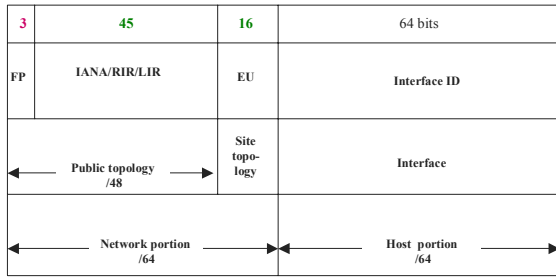 3 45 16 64 bits
FP IANA/RIR/LIR EU Interface ID
Site
topo-
logy
Public topology
/48
Interface
Network portion
/64
Host portion
/64